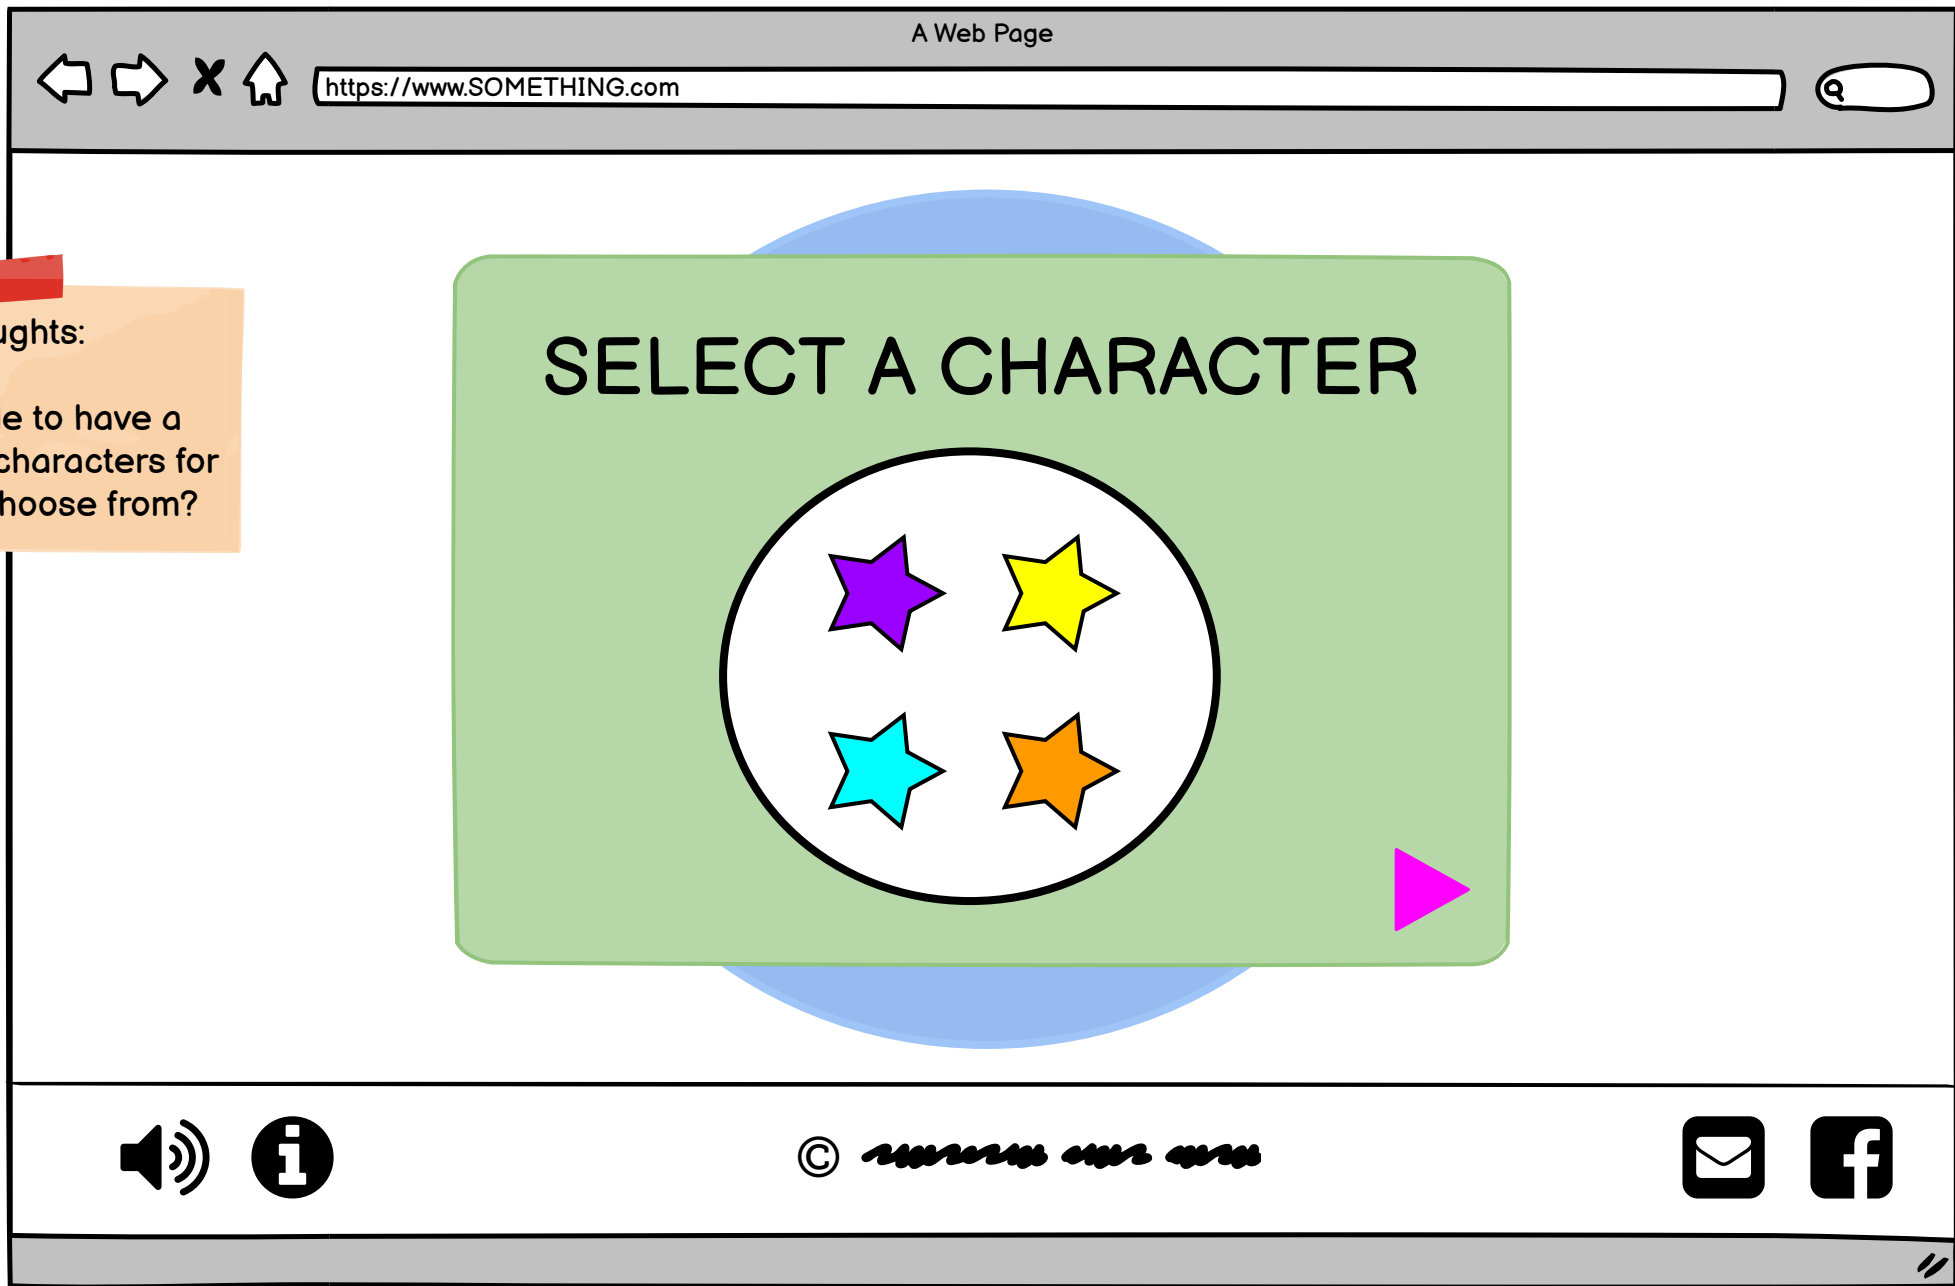 A Web Page
https://www.SOMETHING.com
ughts:
e to have a
characters for
hoose from?
SELECT A CHARACTER
©